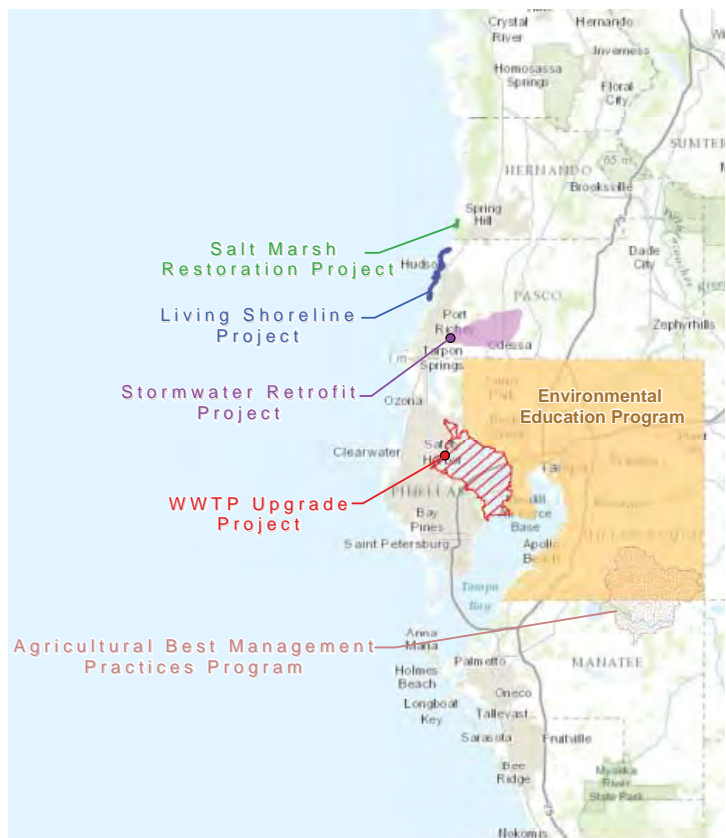 Crystal
River
Hernando
Inverness
Homosassa
Springs
Floral
City
SUMTER
HERNANDO
Brooksville
Spring
Hill
Salt Marsh
Restoration Project
Dade
City
Hudson
PASCO
Living Shoreline
Project
Port
Richey
Zephyrhills
Odessa
Tarpon
Springs
Stormwater Retrofit
Project
Ozona
Environmental
Education Program
Clearwater
Safety
Harbor
WWTP Upgrade
Project
PINELLAS
Bay
Pines
Base
Saint Petersburg
Apollo
Beach
Tampa
Bay
Agricultural Best Management
Practices Program
Anna
Maria
Palmetto
MANATEE
Holmes
Beach
Longboat
Key
Oneco
Tallevast
Sarasota
Fruitville
Bee
Ridge
Myakka
River
State Park
75
Nokomis